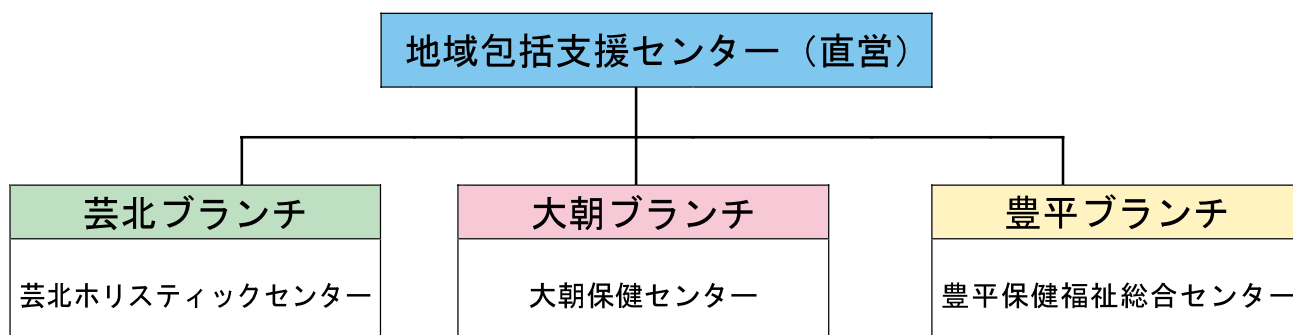 地域包括支援センター（直営）
芸北ブランチ
芸北ホリスティックセンター
大朝ブランチ
大朝保健センター
豊平ブランチ
豊平保健福祉総合センター